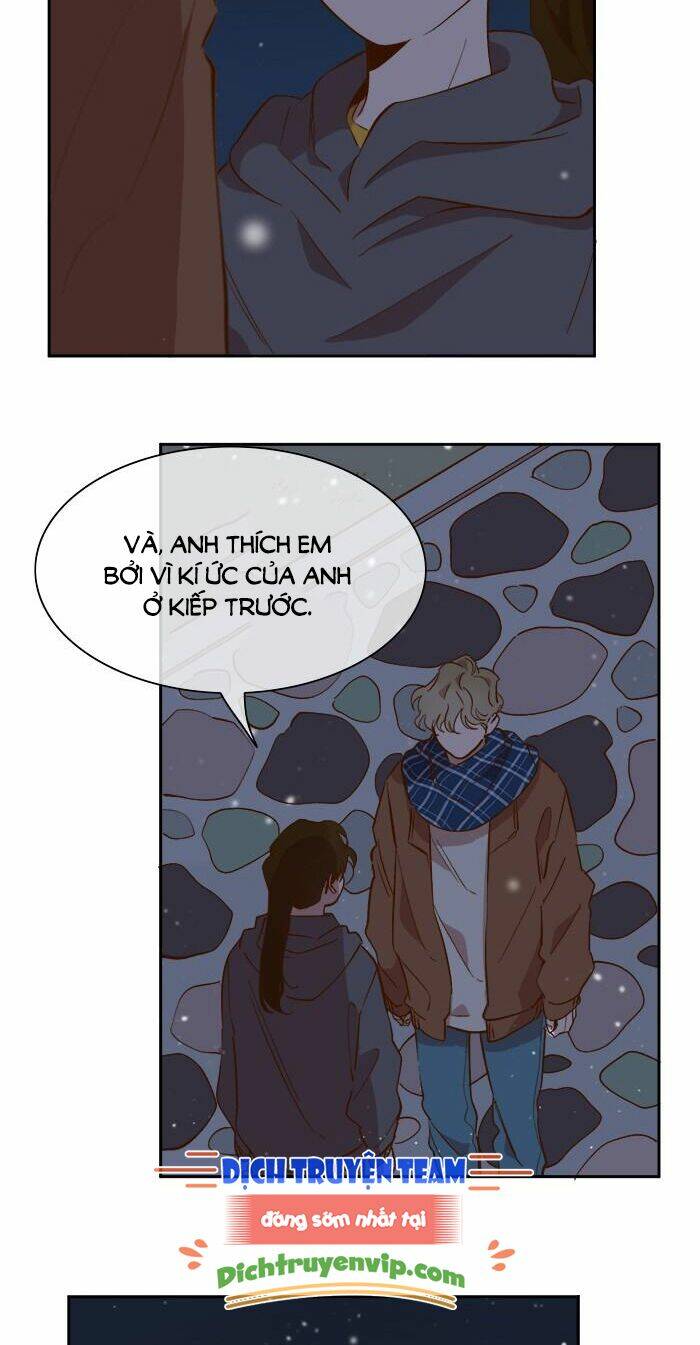 VÀ, ANH THÍCH EM
BỞI VÌ KÍ ỨC CỦA ANH
Ở KIẾP TRƯỚC.
DỊCH TRUYỆN TEAM
đăng sớm nhất tại
Dichtruyenvip.com